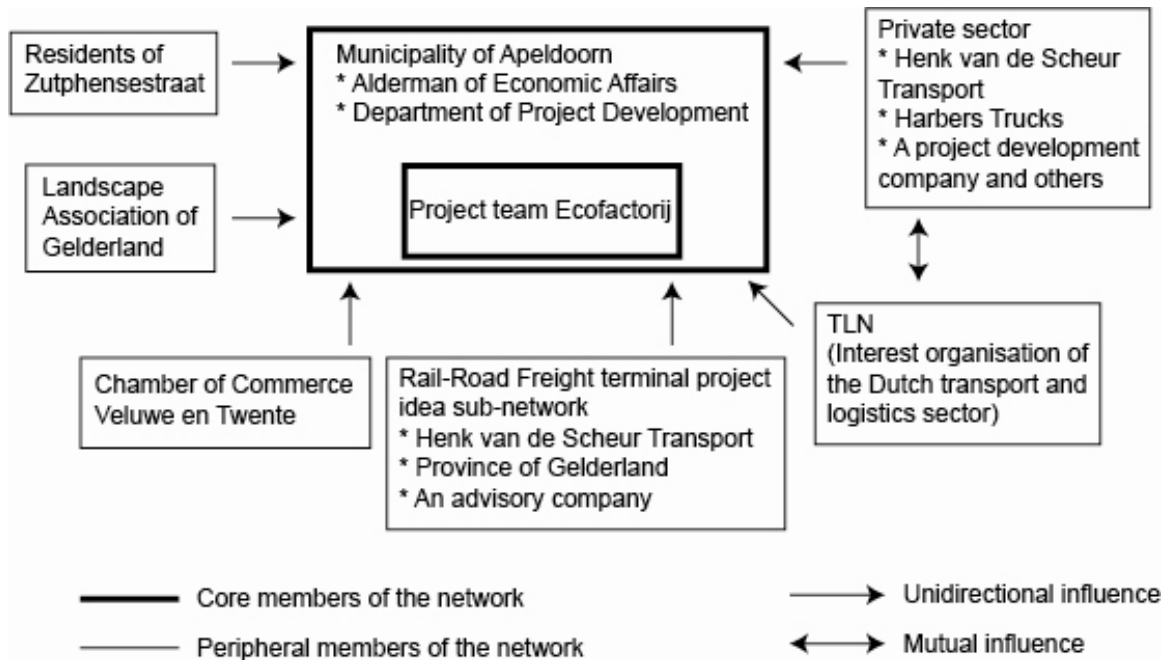 Residents of
Zutphensestraat
Landscape
Association of
Gelderland
Municipality of Apeldoorn
* Alderman of Economic Affairs
* Department of Project Development
Project team Ecofactorij
Private sector
* Henk van de Scheur
Transport
* Harbers Trucks
* A project development
company and others
Chamber of Commerce
Veluwe en Twente
Rail-Road Freight terminal project
idea sub-network
* Henk van de Scheur Transport
* Province of Gelderland
* An advisory company
TLN
(Interest organisation of
the Dutch transport and
logistics sector)
Core members of the network
Peripheral members of the network
Unidirectional influence
Mutual influence